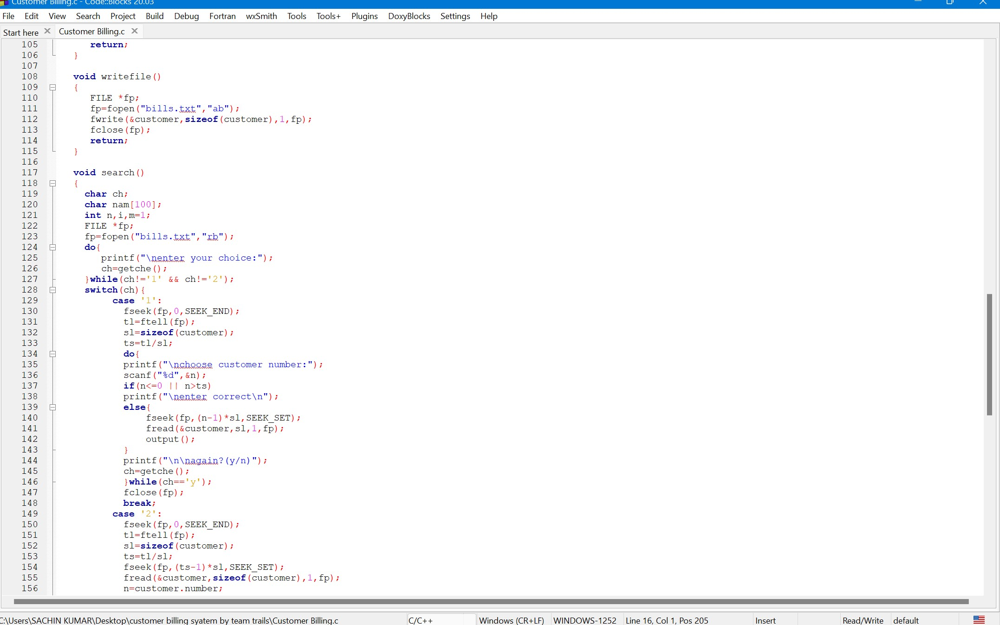 Customer Billing.c - Code::Blocks 20.03
File Edit View Search Project Build Debug Fortran wxSmith Tools Tools+ Plugins DoxyBlocks Settings Help
Start here Customer Billing.c
105 return;
106 }
107
108 void writefile()
109 {
110 FILE *fp;
111 fp=fopen("bills.txt","ab");
112 fwrite(&customer,sizeof(customer),1,fp);
113 fclose(fp);
114 return;
115 }
116
117 void search()
118 {
119 char ch;
120 char nam[100];
121 int n,i,m=1;
122 FILE *fp;
123 fp=fopen("bills.txt","rb");
124 do{
125 printf("\nenter your choice:");
126 ch=getche();
127 }while(ch!='1' && ch!='2');
128 switch(ch){
129 case '1':
130 fseek(fp,0,SEEK_END);
131 tl=ftell(fp);
132 sl=sizeof(customer);
133 ts=tl/sl;
134 do{
135 printf("\nchoose customer number:");
136 scanf("%d",&n);
137 if(n<=0 || n>ts)
138 printf("\nenter correct\n");
139 else{
140 fseek(fp,(n-1)*sl,SEEK_SET);
141 fread(&customer,sl,1,fp);
142 output();
143 }
144 printf("\n\nagain?(y/n)");
145 ch=getche();
146 }while(ch=='y');
147 fclose(fp);
148 break;
149 case '2':
150 fseek(fp,0,SEEK_END);
151 tl=ftell(fp);
152 sl=sizeof(customer);
153 ts=tl/sl;
154 fseek(fp,(ts-1)*sl,SEEK_SET);
155 fread(&customer,sizeof(customer),1,fp);
156 n=customer.number;
C:\Users\SACHIN KUMAR\Desktop\customer billing syatem by team trails\Customer Billing.c C/C++ Windows (CR+LF) WINDOWS-1252 Line 16, Col 1, Pos 205 Insert Read/Write default